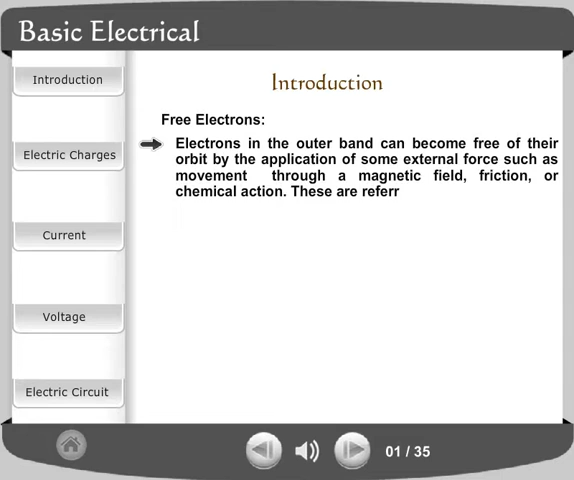 Basic Electrical
Introduction
Electric Charges
Current
Voltage
Electric Circuit
Introduction
Free Electrons:
Electrons in the outer band can become free of their
orbit by the application of some external force such as
movement through a magnetic field, friction, or
chemical action. These are referr
01 / 35